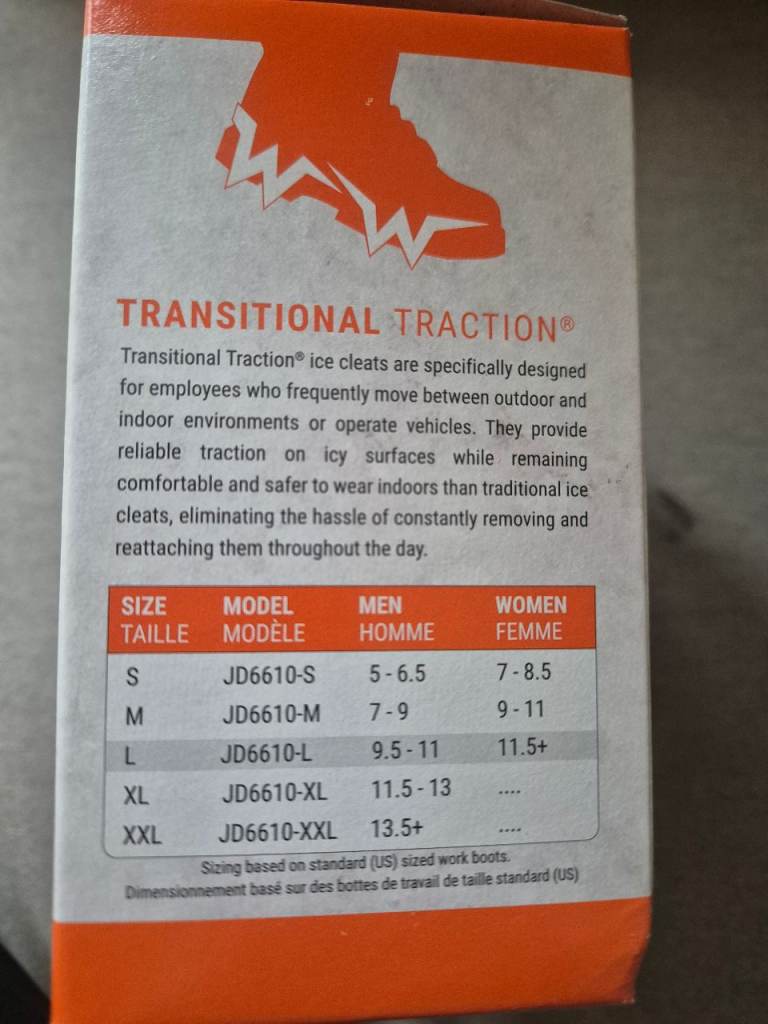 TRANSITIONAL TRACTION®
Transitional Traction® ice cleats are specifically designed
for employees who frequently move between outdoor and
indoor environments or operate vehicles. They provide
reliable traction on icy surfaces while remaining
comfortable and safer to wear indoors than traditional ice
cleats, eliminating the hassle of constantly removing and
reattaching them throughout the day.
SIZE MODEL MEN WOMEN
TAILLE MODÈLE HOMME FEMME
S JD6610-S 5 - 6.5 7 - 8.5
M JD6610-M 7 - 9 9 - 11
L JD6610-L 9.5 - 11 11.5+
XL JD6610-XL 11.5 - 13 ....
XXL JD6610-XXL 13.5+ ....
Sizing based on standard (US) sized work boots.
Dimensionnement basé sur des bottes de travail de taille standard (US)